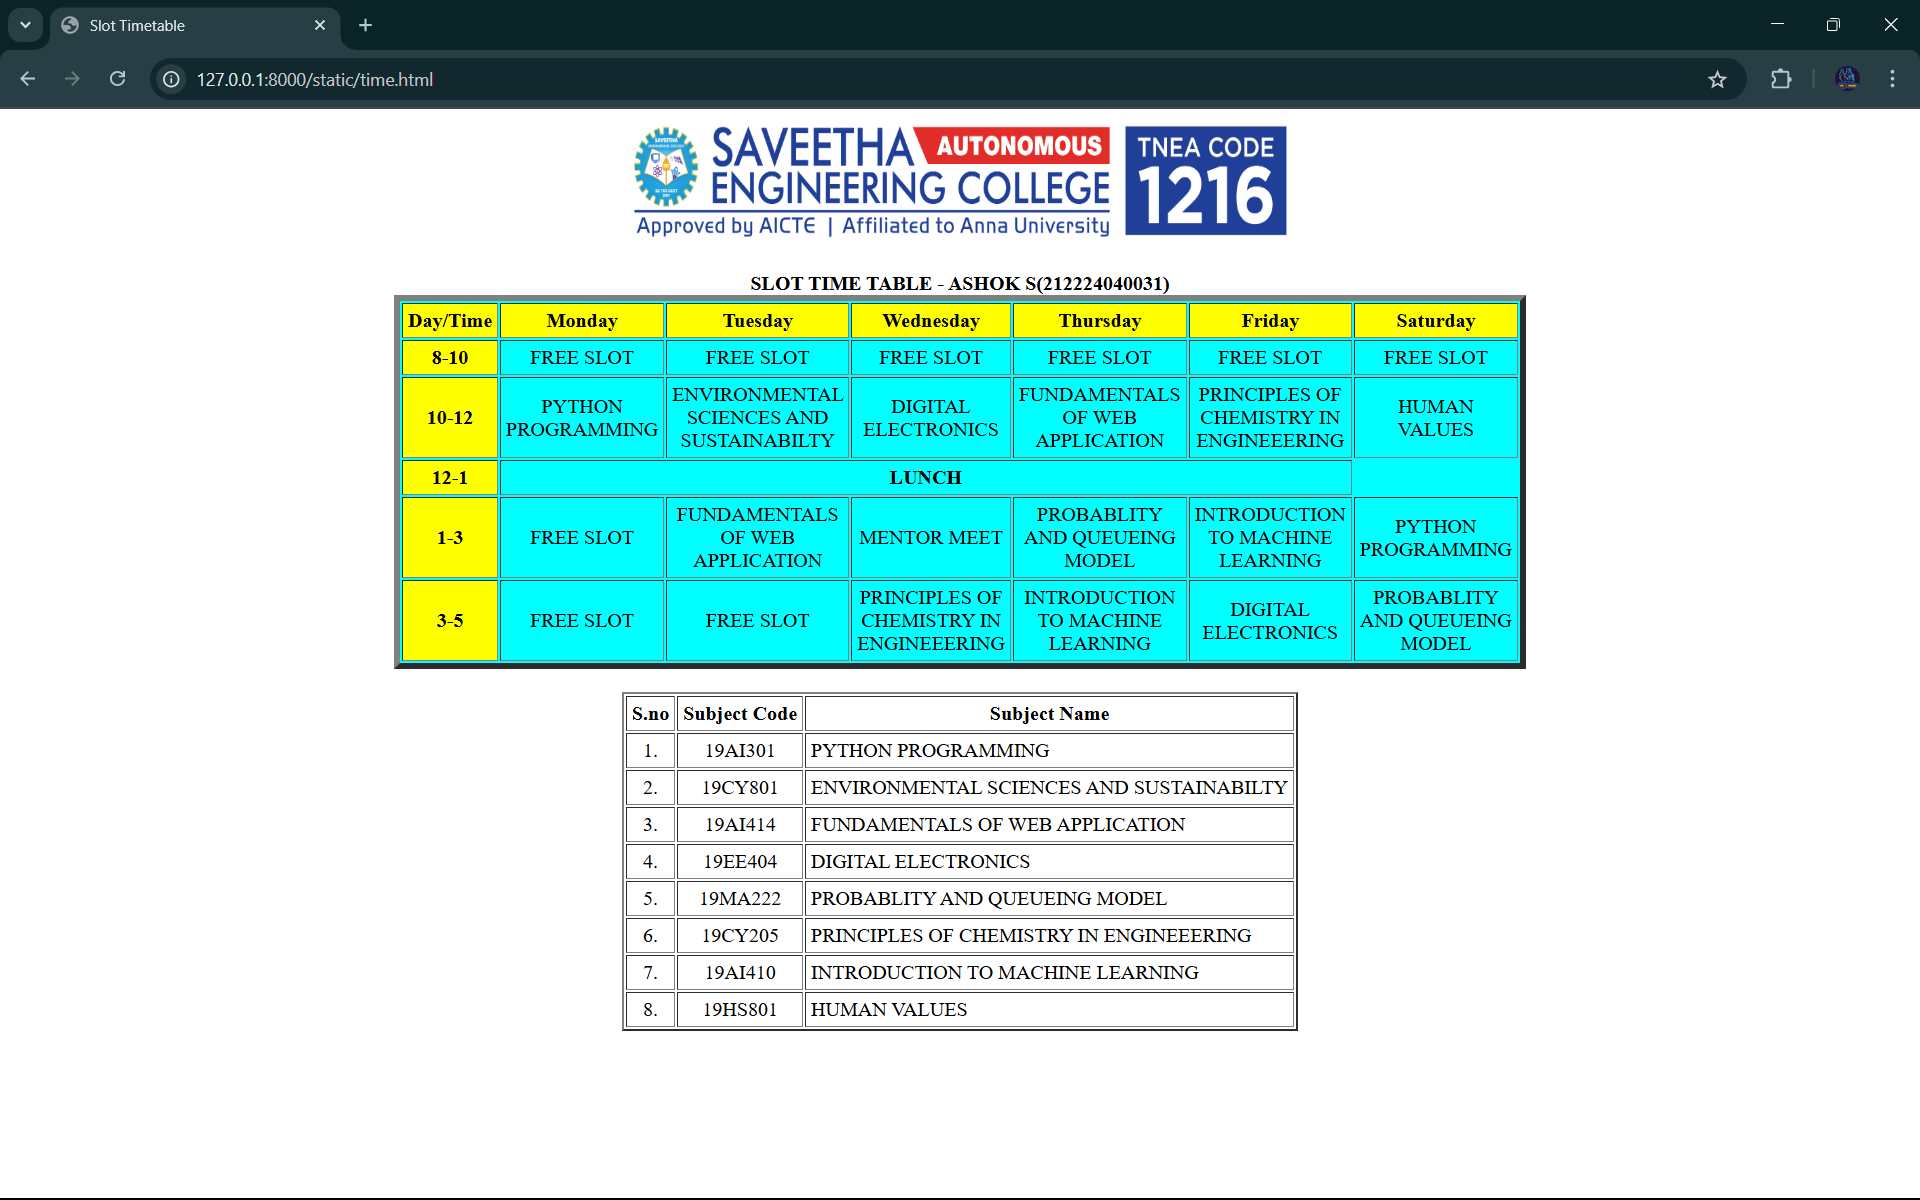 Slot Timetable
127.0.0.1:8000/static/time.html
SAVEETHA AUTONOMOUS
ENGINEERING COLLEGE
Approved by AICTE | Affiliated to Anna University
TNEA CODE
1216
SLOT TIME TABLE - ASHOK S(212224040031)
Day/Time Monday Tuesday Wednesday Thursday Friday Saturday
8-10 FREE SLOT FREE SLOT FREE SLOT FREE SLOT FREE SLOT FREE SLOT
10-12
PYTHON
PROGRAMMING
ENVIRONMENTAL
SCIENCES AND
SUSTAINABILTY
DIGITAL
ELECTRONICS
FUNDAMENTALS
OF WEB
APPLICATION
PRINCIPLES OF
CHEMISTRY IN
ENGINEEERING
HUMAN
VALUES
12-1 LUNCH
1-3
FREE SLOT
FUNDAMENTALS
OF WEB
APPLICATION
MENTOR MEET
PROBABLITY
AND QUEUEING
MODEL
INTRODUCTION
TO MACHINE
LEARNING
PYTHON
PROGRAMMING
3-5
FREE SLOT
FREE SLOT
PRINCIPLES OF
CHEMISTRY IN
ENGINEEERING
INTRODUCTION
TO MACHINE
LEARNING
DIGITAL
ELECTRONICS
PROBABLITY
AND QUEUEING
MODEL
S.no Subject Code Subject Name
1. 19AI301 PYTHON PROGRAMMING
2. 19CY801 ENVIRONMENTAL SCIENCES AND SUSTAINABILTY
3. 19AI414 FUNDAMENTALS OF WEB APPLICATION
4. 19EE404 DIGITAL ELECTRONICS
5. 19MA222 PROBABLITY AND QUEUEING MODEL
6. 19CY205 PRINCIPLES OF CHEMISTRY IN ENGINEEERING
7. 19AI410 INTRODUCTION TO MACHINE LEARNING
8. 19HS801 HUMAN VALUES